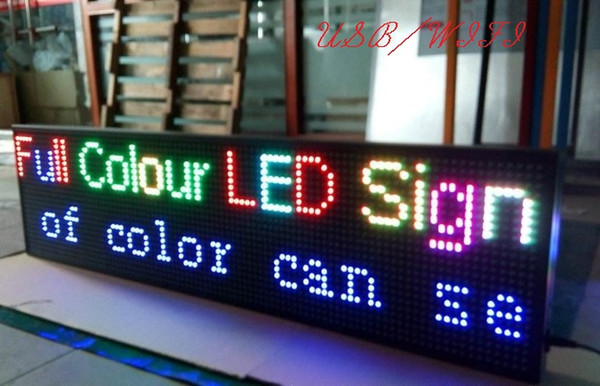 USB/WIFI
Full Colour LED Sign
of color can se